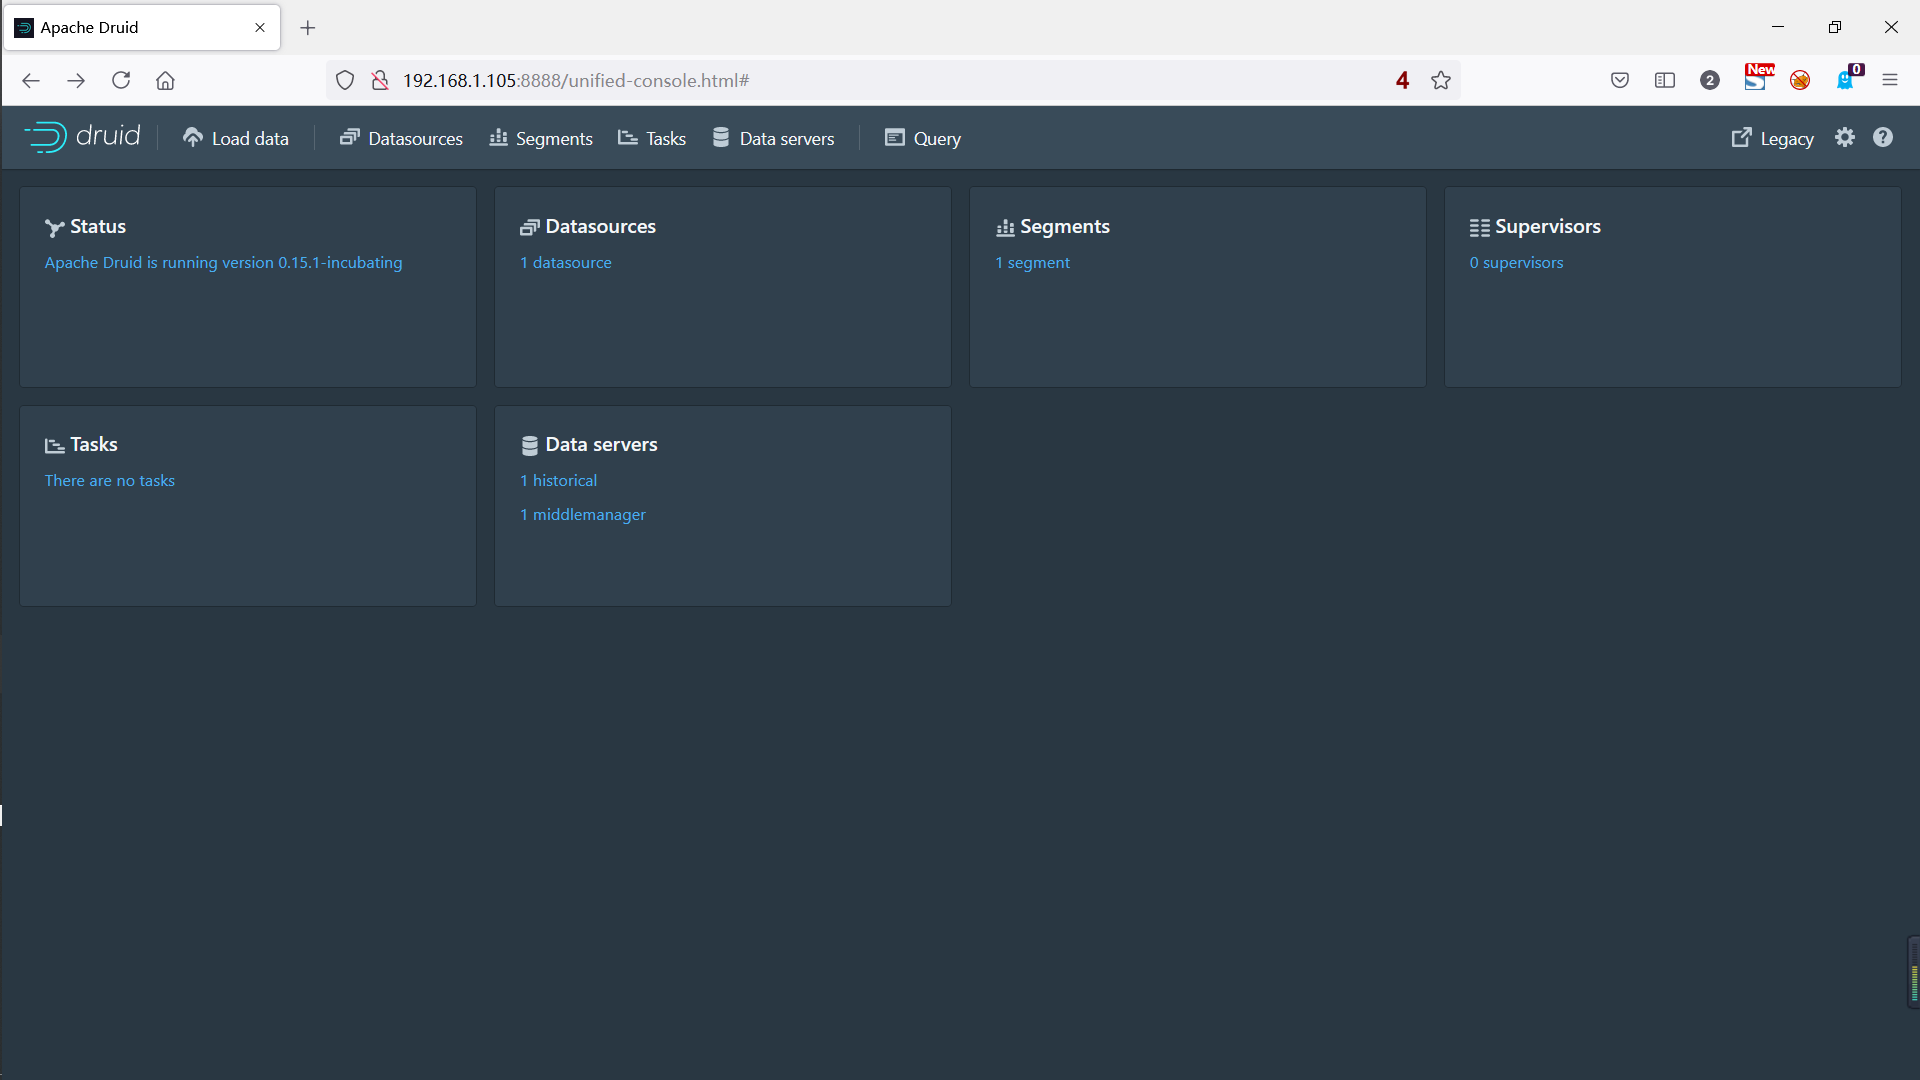 Apache Druid
192.168.1.105:8888/unified-console.html#
4
2
New
0
druid
Load data
Datasources
Segments
Tasks
Data servers
Query
Legacy
Status
Apache Druid is running version 0.15.1-incubating
Datasources
1 datasource
Segments
1 segment
Supervisors
0 supervisors
Tasks
There are no tasks
Data servers
1 historical
1 middlemanager